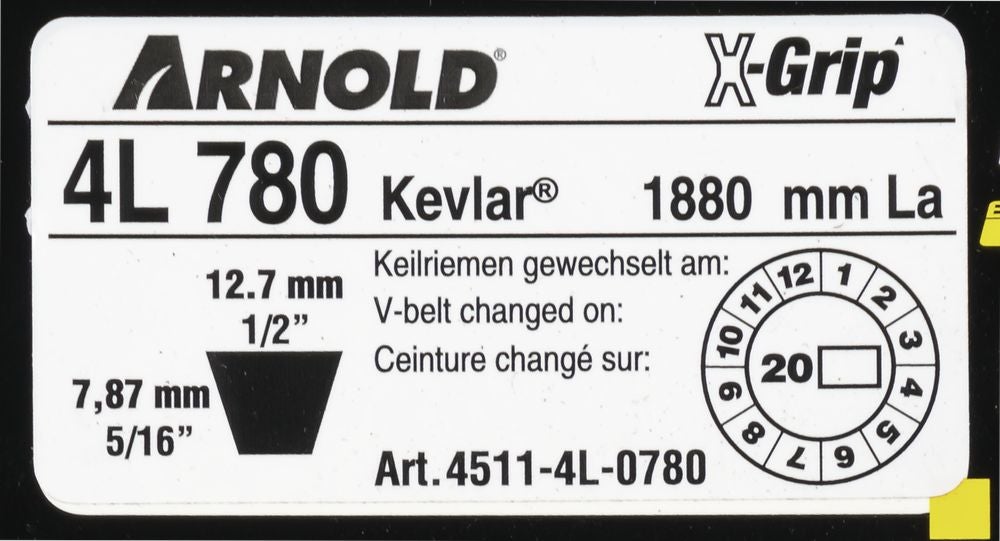 ARNOLD®
X-Grip
4L 780 Kevlar® 1880 mm La
12.7 mm
1/2”
7,87 mm
5/16”
Keilriemen gewechselt am:
V-belt changed on:
Ceinture changé sur:
Art. 4511-4L-0780
1 2 3 4 5 6 7 8 9 10 11 12
20